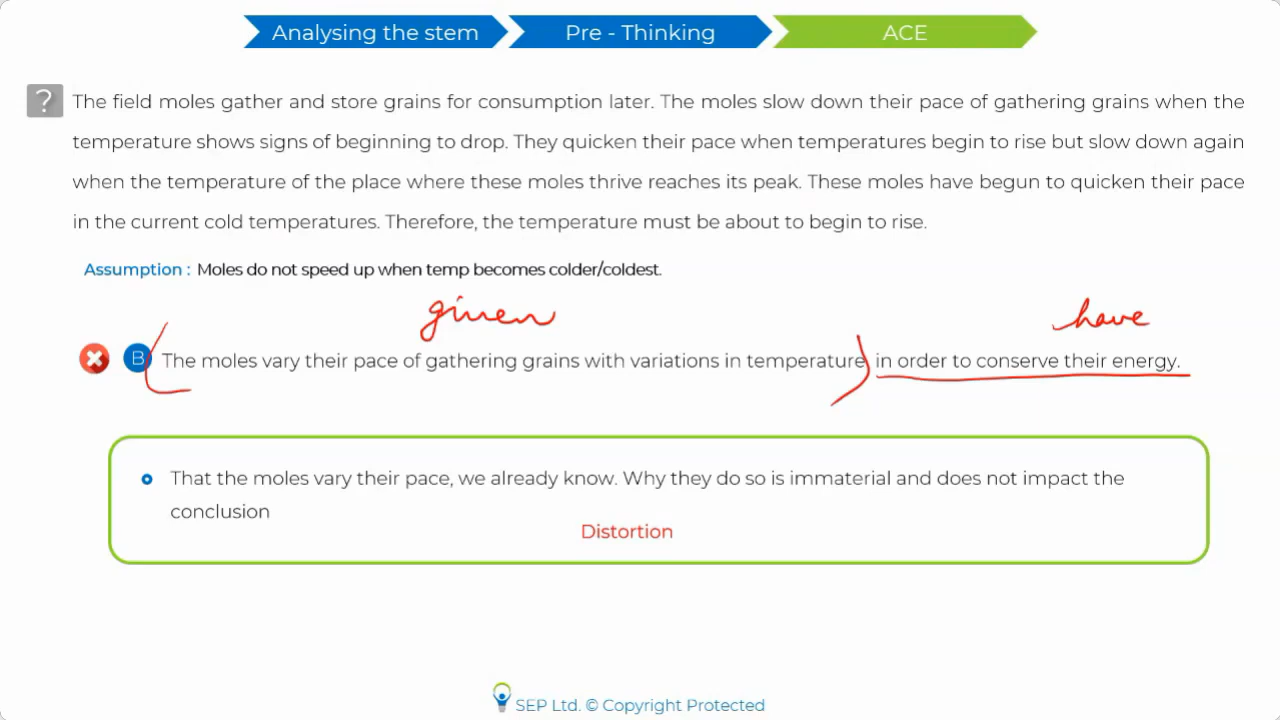 Analysing the stem
Pre - Thinking
ACE
?
The field moles gather and store grains for consumption later. The moles slow down their pace of gathering grains when the
temperature shows signs of beginning to drop. They quicken their pace when temperatures begin to rise but slow down again
when the temperature of the place where these moles thrive reaches its peak. These moles have begun to quicken their pace
in the current cold temperatures. Therefore, the temperature must be about to begin to rise.
Assumption : Moles do not speed up when temp becomes colder/coldest.
given
have
B The moles vary their pace of gathering grains with variations in temperature in order to conserve their energy.
That the moles vary their pace, we already know. Why they do so is immaterial and does not impact the
conclusion
Distortion
SEP Ltd. © Copyright Protected